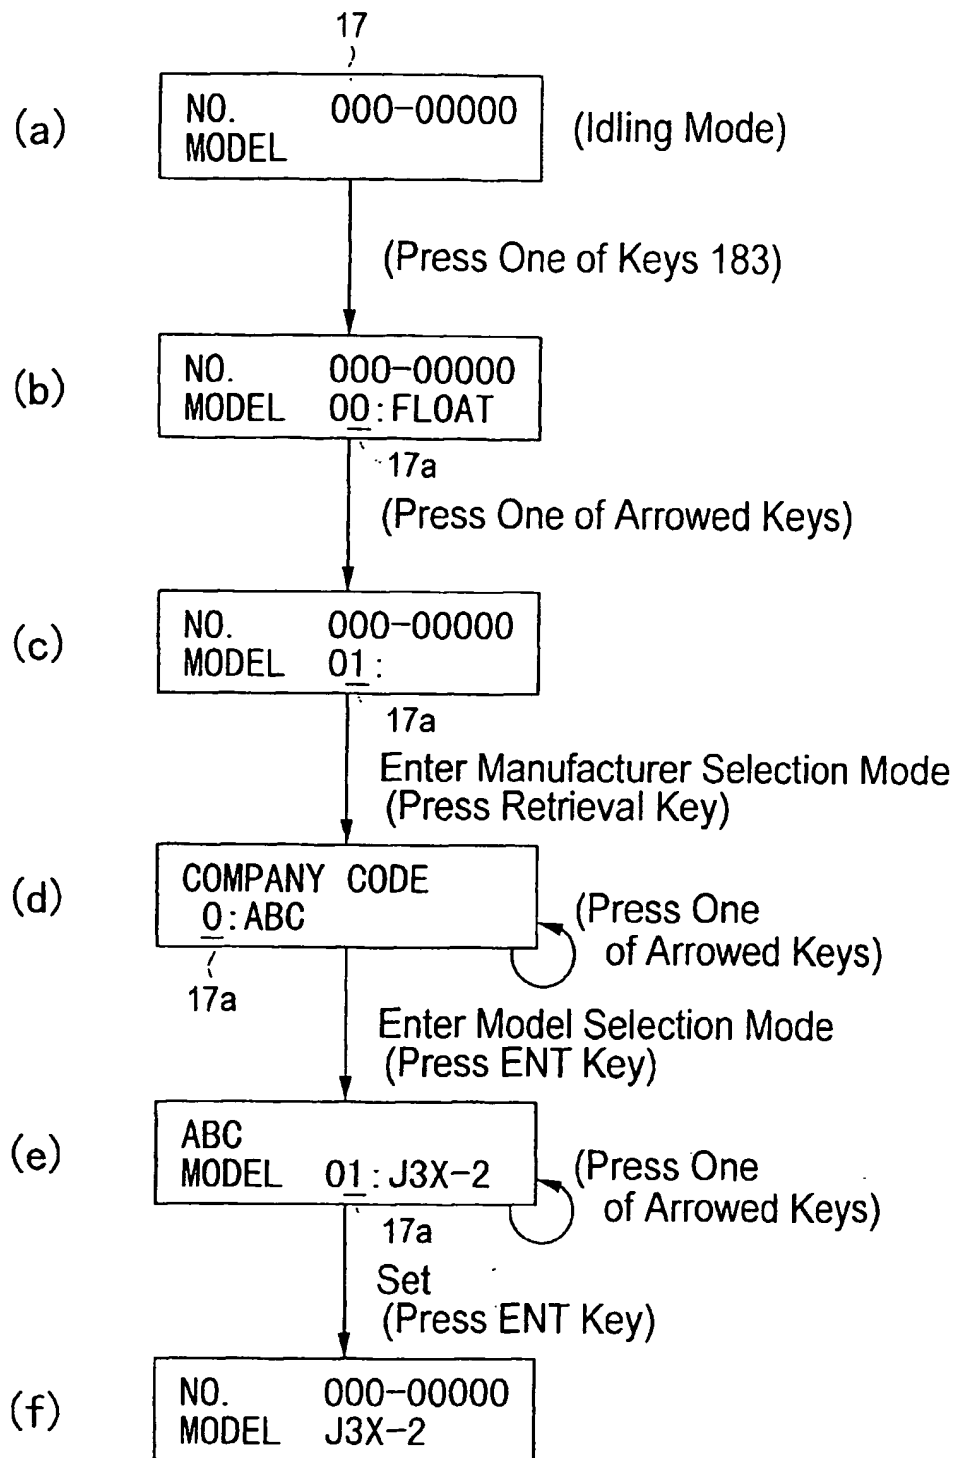 17
(a)
NO. 000-00000
MODEL
(Idling Mode)
(Press One of Keys 183)
(b)
NO. 000-00000
MODEL 00:FLOAT
17a
(Press One of Arrowed Keys)
(c)
NO. 000-00000
MODEL 01:
17a
Enter Manufacturer Selection Mode
(Press Retrieval Key)
(d)
COMPANY CODE
0:ABC
(Press One
of Arrowed Keys)
17a
Enter Model Selection Mode
(Press ENT Key)
(e)
ABC
MODEL 01:J3X-2
(Press One
of Arrowed Keys)
17a
Set
(Press ENT Key)
(f)
NO. 000-00000
MODEL J3X-2